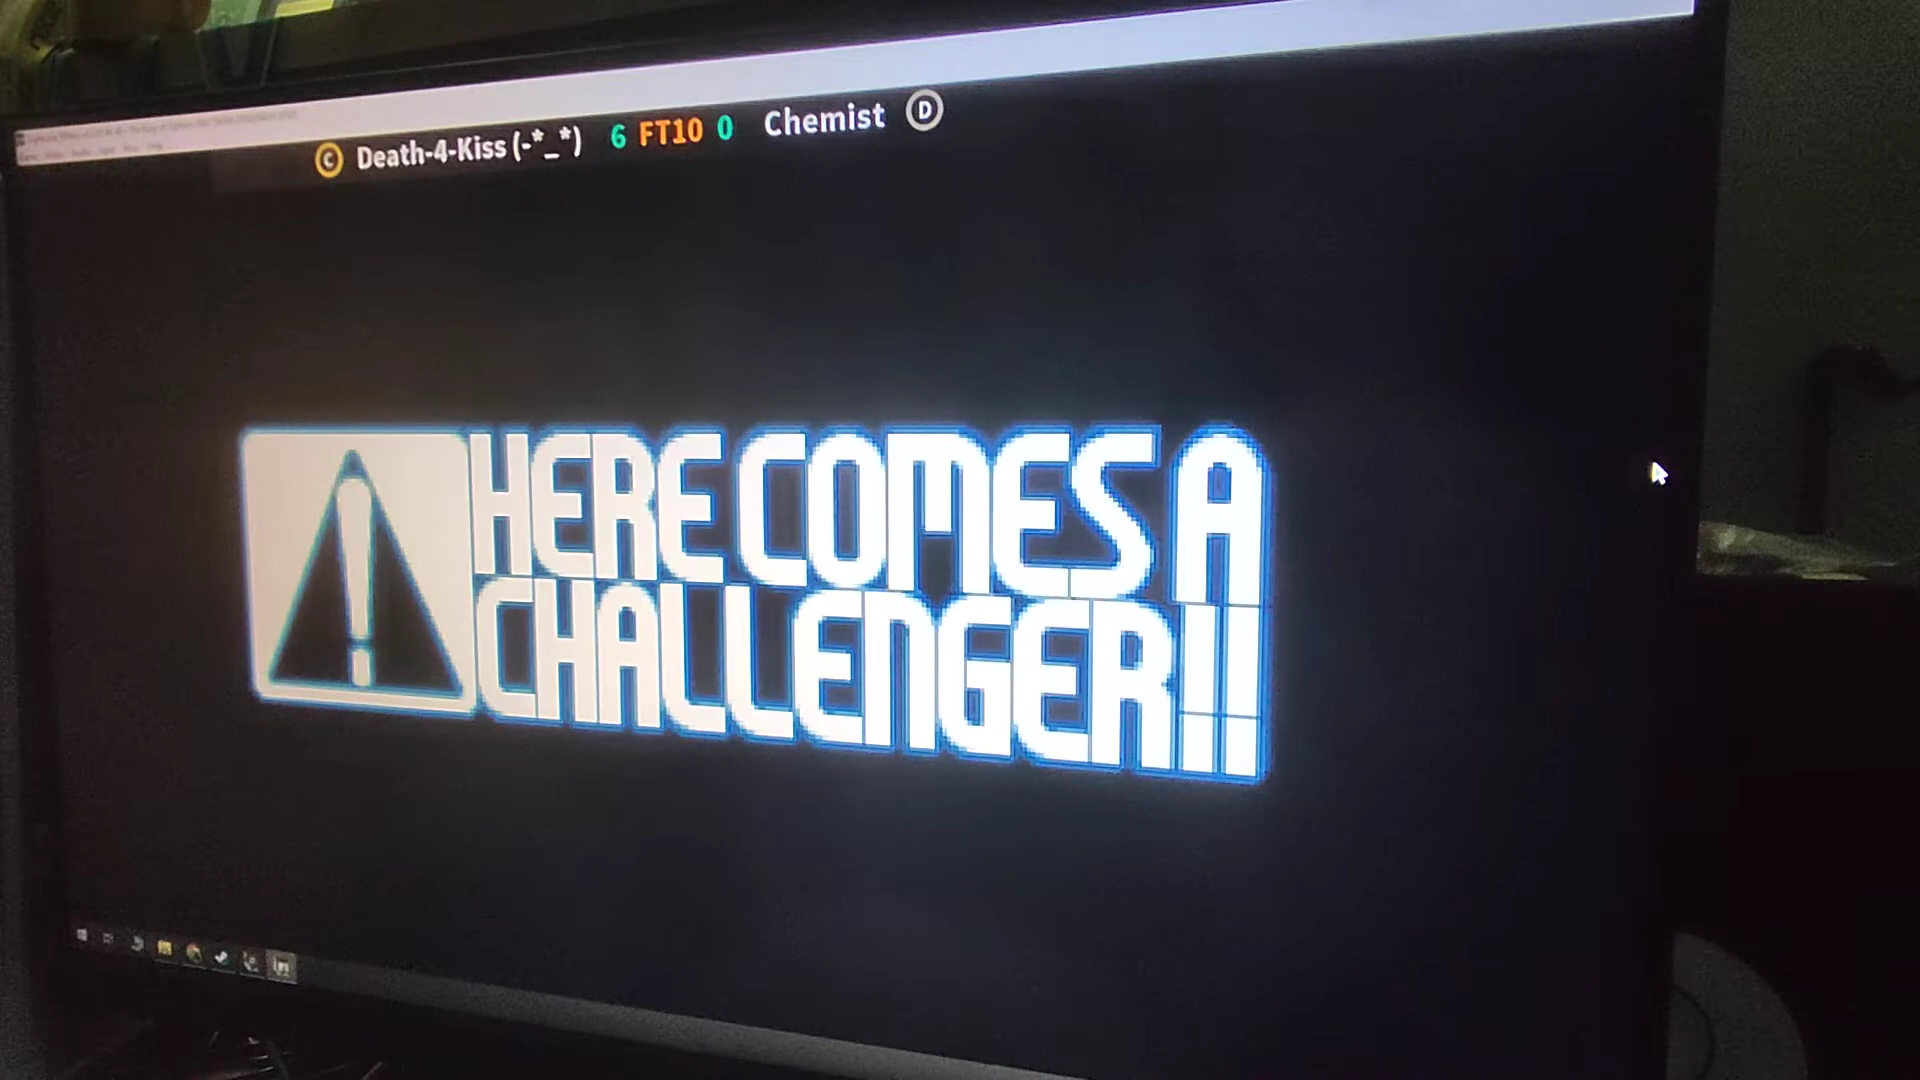 C Death-4-Kiss (-*_*) 6 FT10 0 Chemist D
HERE COMES A
CHALLENGER!!